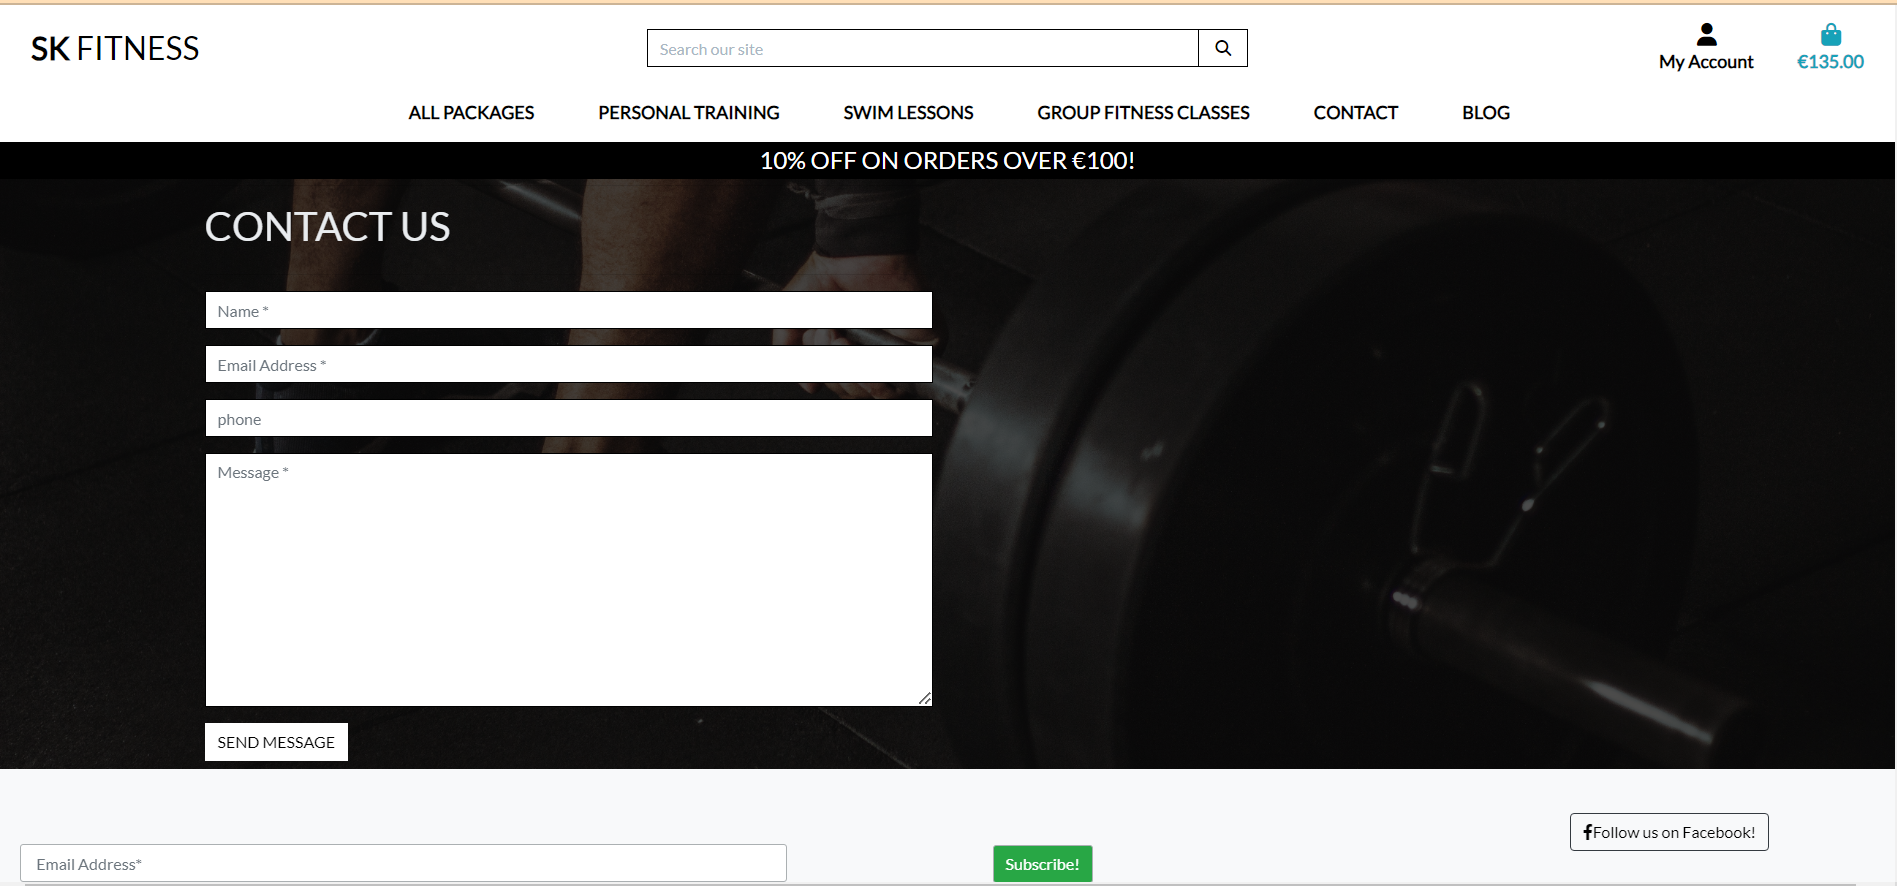 SK FITNESS
Search our site
My Account
€135.00
ALL PACKAGES
PERSONAL TRAINING
SWIM LESSONS
GROUP FITNESS CLASSES
CONTACT
BLOG
10% OFF ON ORDERS OVER €100!
CONTACT US
Name *
Email Address *
phone
Message *
SEND MESSAGE
Follow us on Facebook!
Email Address*
Subscribe!